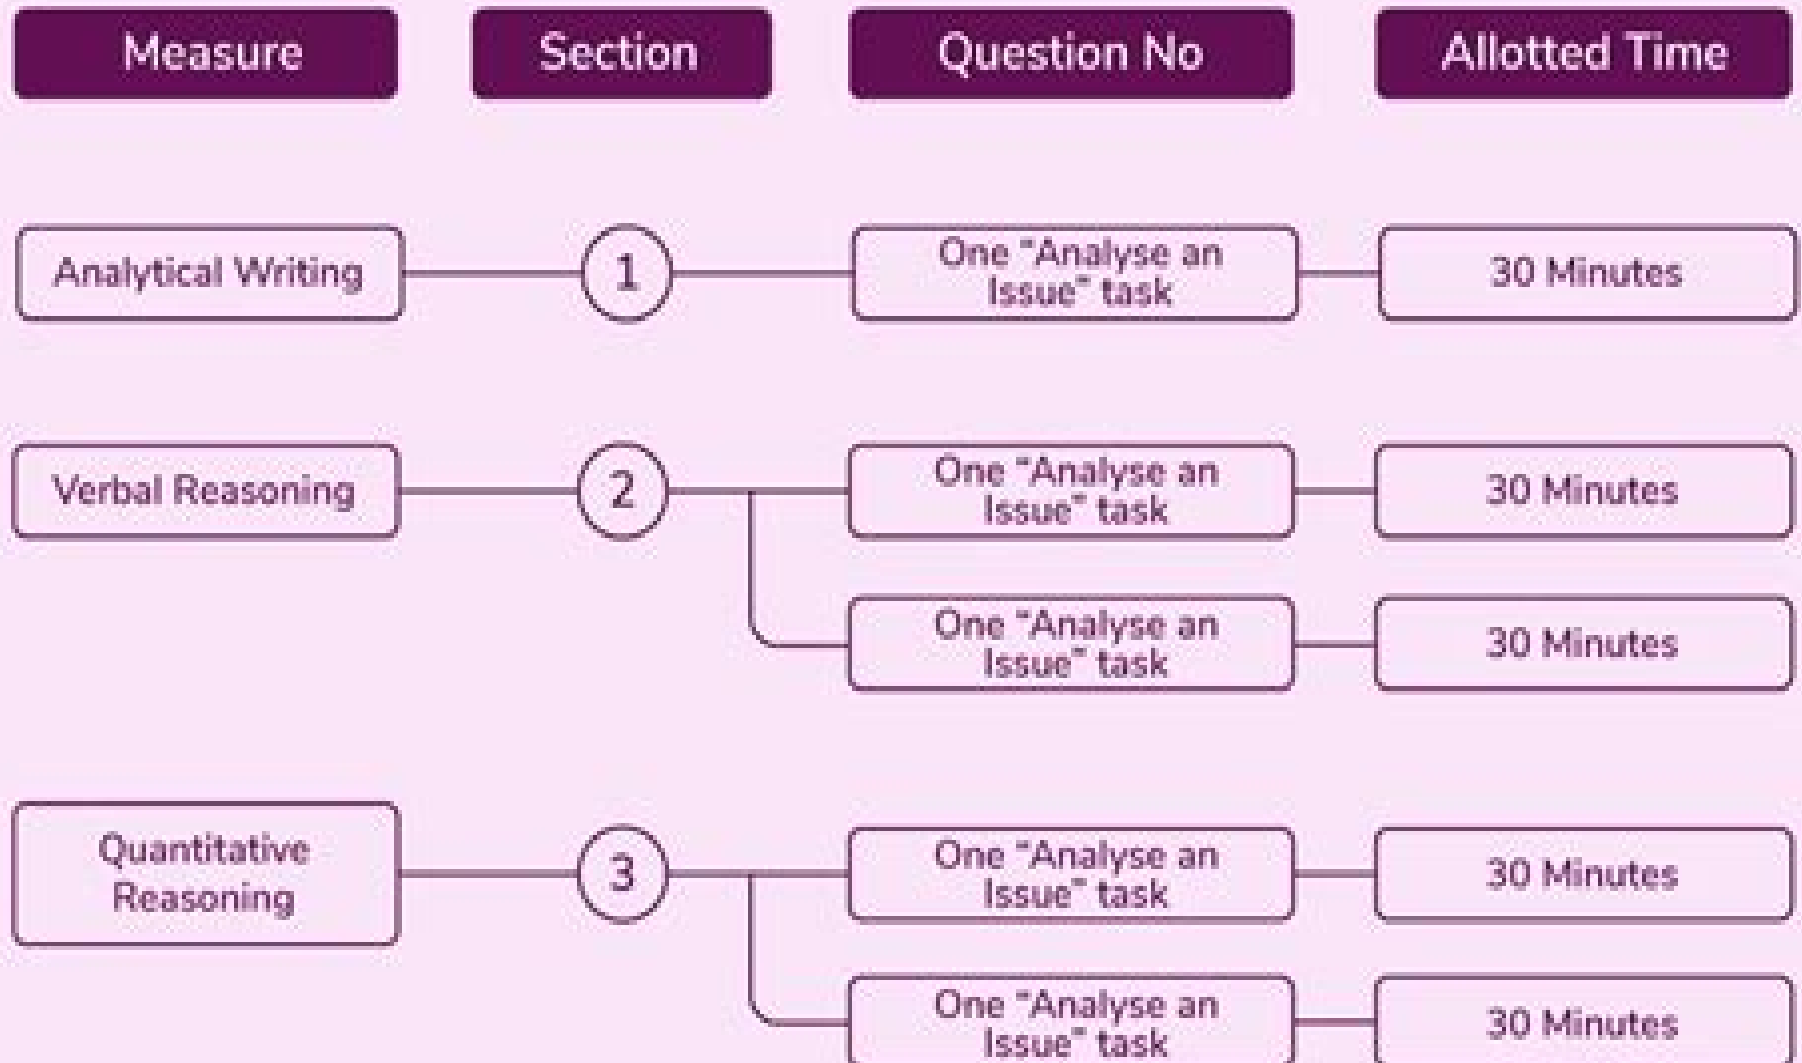 Measure
Section
Question No
Allotted Time
Analytical Writing
1
One “Analyse an
Issue” task
30 Minutes
Verbal Reasoning
2
One “Analyse an
Issue” task
30 Minutes
One “Analyse an
Issue” task
30 Minutes
Quantitative
Reasoning
3
One “Analyse an
Issue” task
30 Minutes
One “Analyse an
Issue” task
30 Minutes